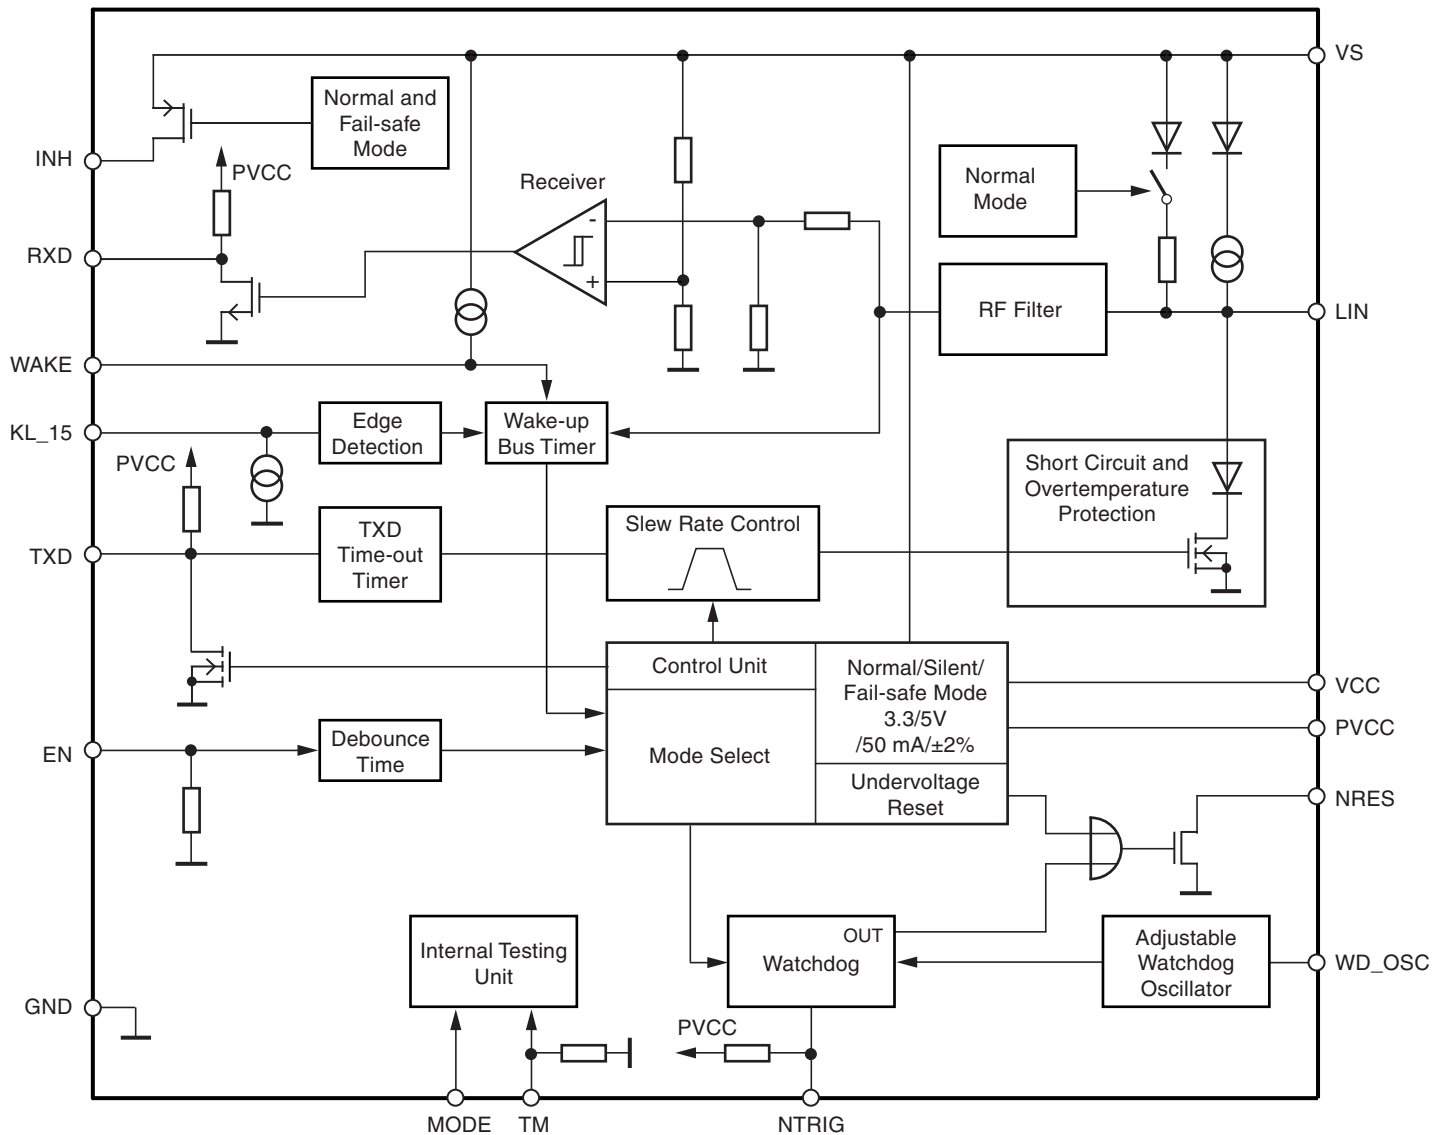 VS
Normal and
Fail-safe
Mode
INH
PVCC
Receiver
Normal
Mode
-
+
RXD
RF Filter
LIN
WAKE
KL_15
Edge
Detection
Wake-up
Bus Timer
PVCC
Short Circuit and
Overtemperature
Protection
TXD
TXD
Time-out
Timer
Slew Rate Control
Control Unit
Normal/Silent/
Fail-safe Mode
3.3/5V
/50 mA/±2%
VCC
PVCC
EN
Debounce
Time
Mode Select
Undervoltage
Reset
NRES
Internal Testing
Unit
OUT
Watchdog
Adjustable
Watchdog
Oscillator
WD_OSC
GND
PVCC
MODE
TM
NTRIG